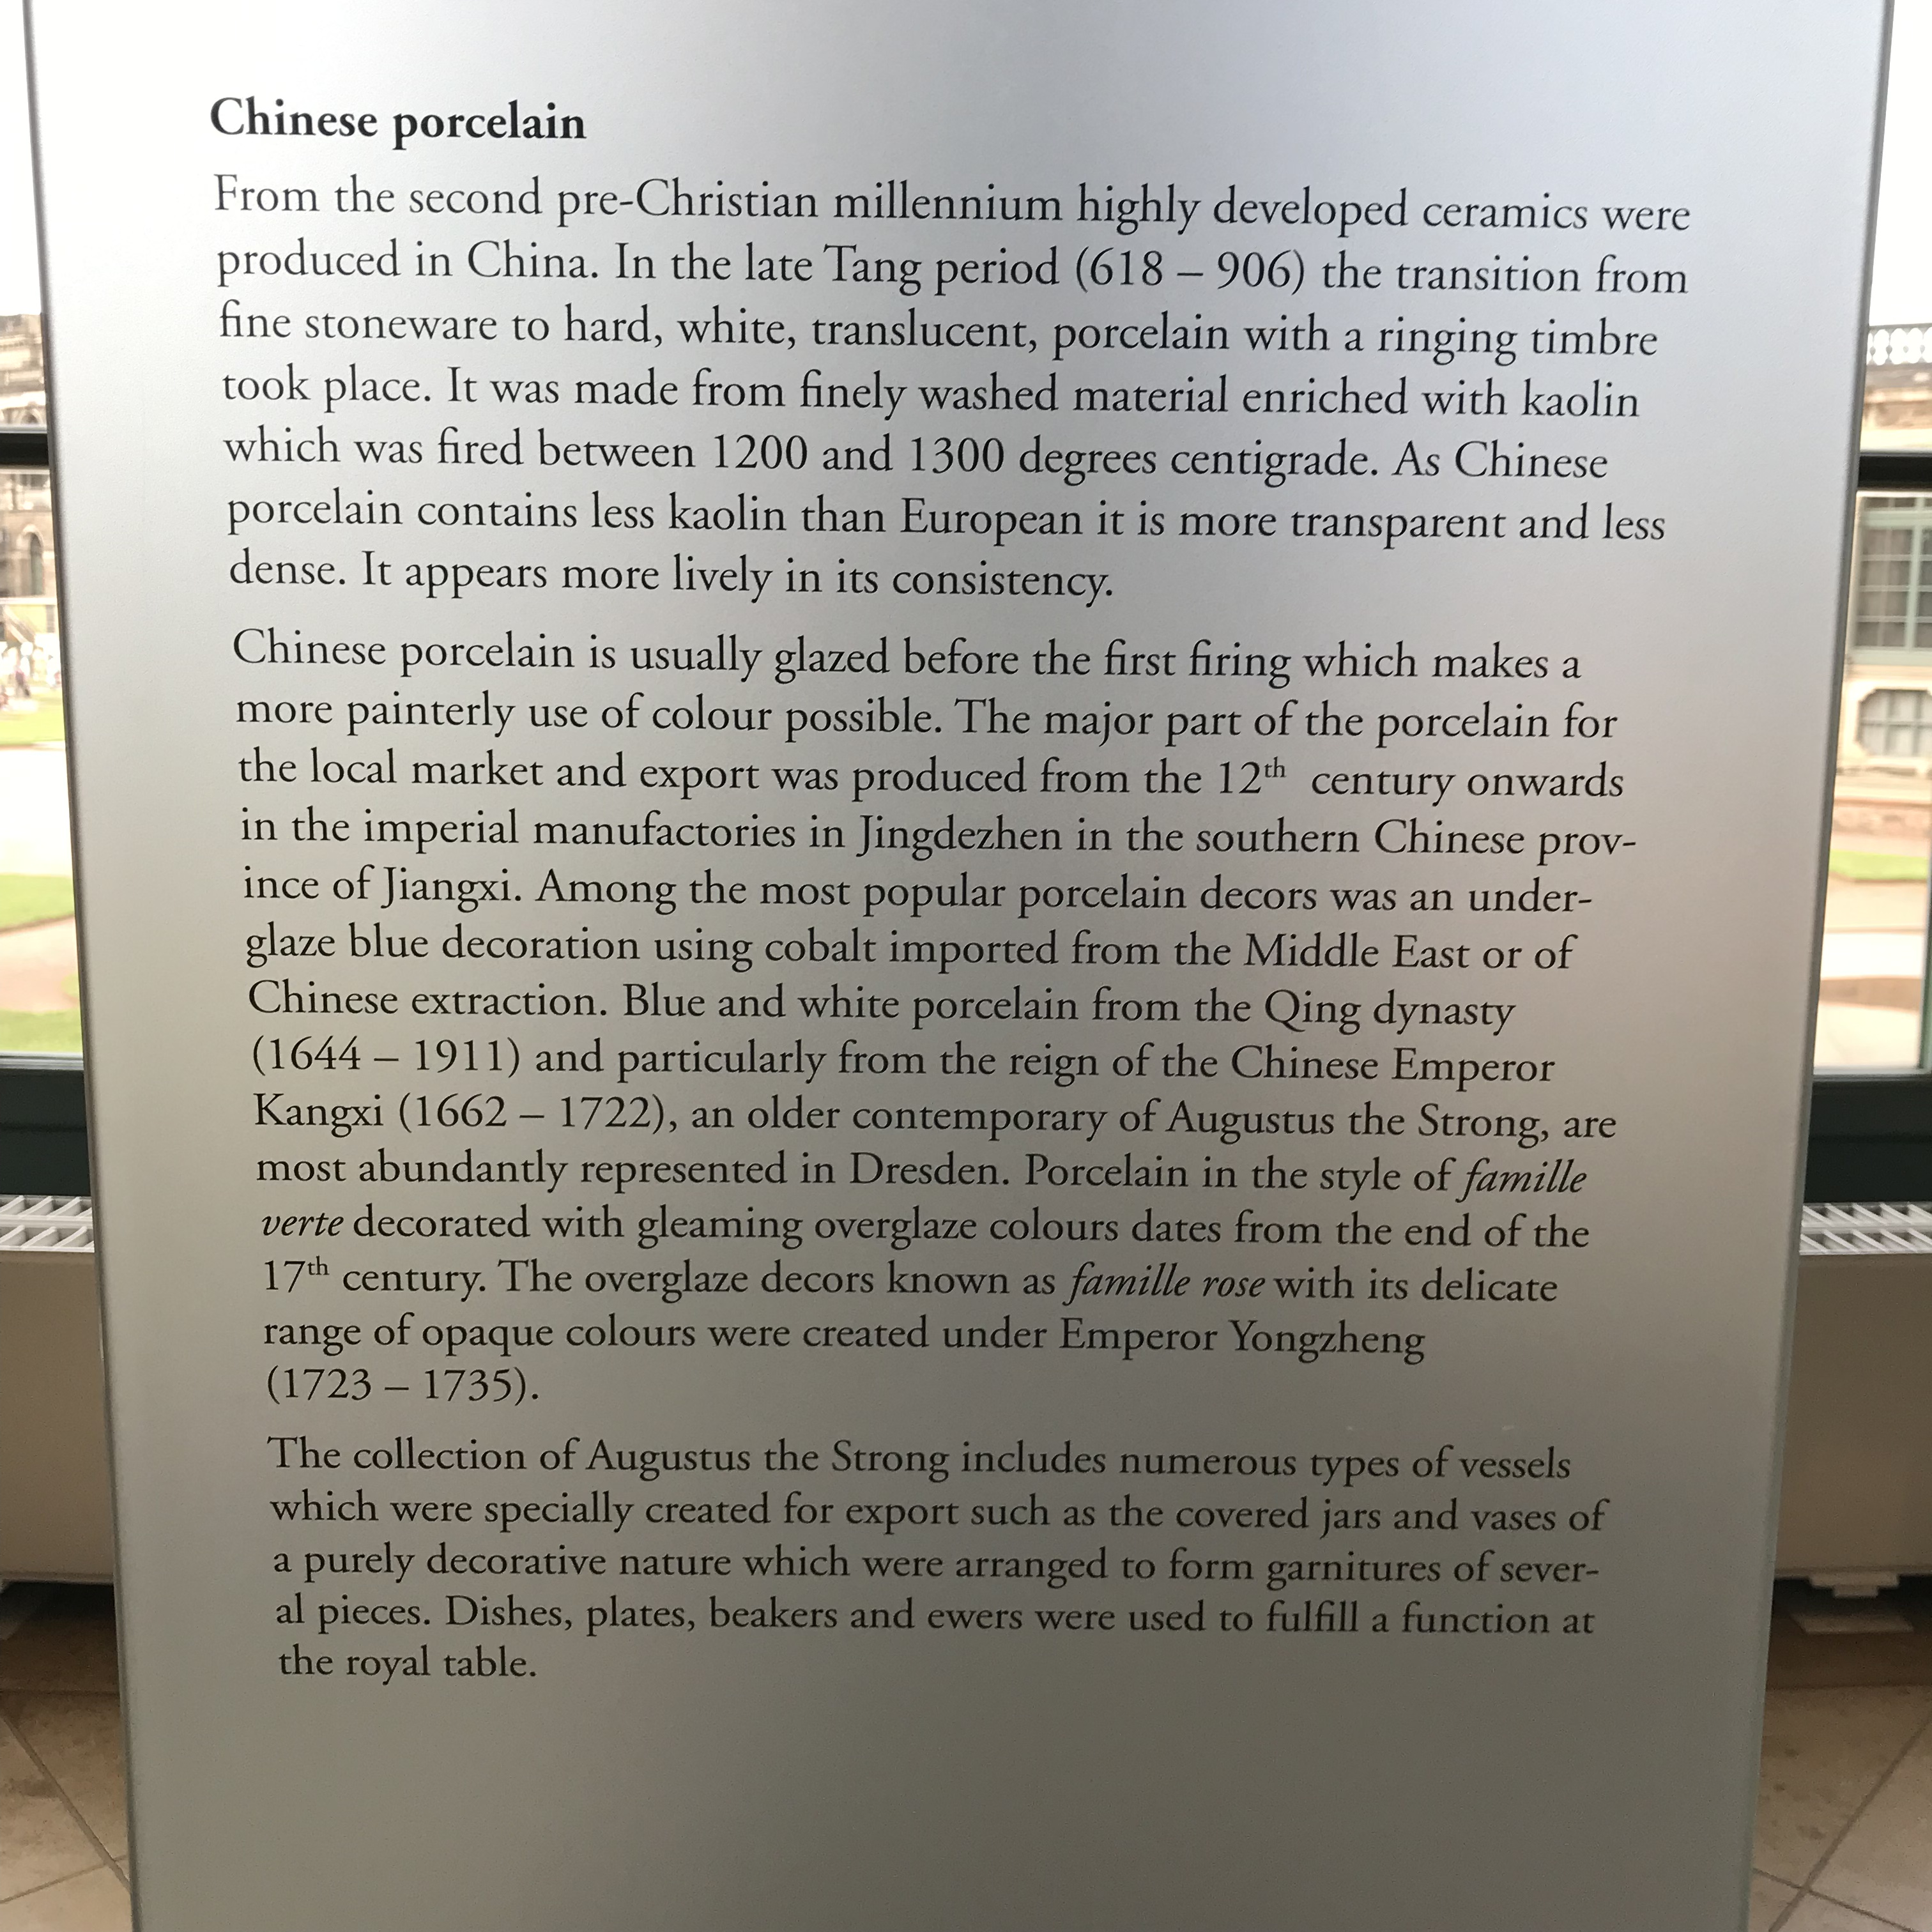 Chinese porcelain
From the second pre-Christian millennium highly developed ceramics were
produced in China. In the late Tang period (618 – 906) the transition from
fine stoneware to hard, white, translucent, porcelain with a ringing timbre
took place. It was made from finely washed material enriched with kaolin
which was fired between 1200 and 1300 degrees centigrade. As Chinese
porcelain contains less kaolin than European it is more transparent and less
dense. It appears more lively in its consistency.
Chinese porcelain is usually glazed before the first firing which makes a
more painterly use of colour possible. The major part of the porcelain for
the local market and export was produced from the 12th century onwards
in the imperial manufactories in Jingdezhen in the southern Chinese prov-
ince of Jiangxi. Among the most popular porcelain decors was an under-
glaze blue decoration using cobalt imported from the Middle East or of
Chinese extraction. Blue and white porcelain from the Qing dynasty
(1644 – 1911) and particularly from the reign of the Chinese Emperor
Kangxi (1662 – 1722), an older contemporary of Augustus the Strong, are
most abundantly represented in Dresden. Porcelain in the style of famille
verte decorated with gleaming overglaze colours dates from the end of the
17th century. The overglaze decors known as famille rose with its delicate
range of opaque colours were created under Emperor Yongzheng
(1723 – 1735).
The collection of Augustus the Strong includes numerous types of vessels
which were specially created for export such as the covered jars and vases of
a purely decorative nature which were arranged to form garnitures of sever-
al pieces. Dishes, plates, beakers and ewers were used to fulfill a function at
the royal table.